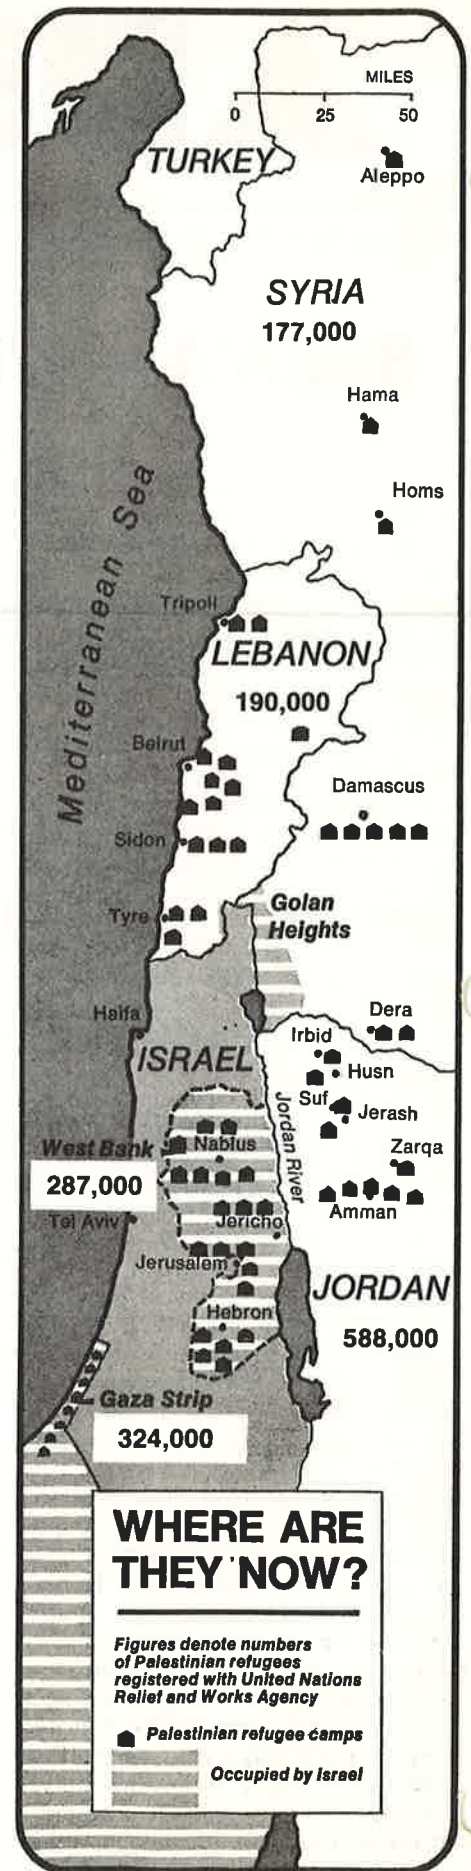 MILES
0 25 50
TURKEY
Aleppo
SYRIA
177,000
Hama
Homs
Mediterranean Sea
Tripoli
LEBANON
190,000
Beirut
Damascus
Sidon
Golan
Heights
Tyre
Haifa
Dera
Irbid
Husn
ISRAEL
Suf
Jerash
Jordan River
West Bank
287,000
Nablus
Zarqa
Amman
Tel Aviv
Jericho
Jerusalem
JORDAN
588,000
Hebron
Gaza Strip
324,000
WHERE ARE
THEY NOW?
Figures denote numbers
of Palestinian refugees
registered with United Nations
Relief and Works Agency
Palestinian refugee camps
Occupied by Israel